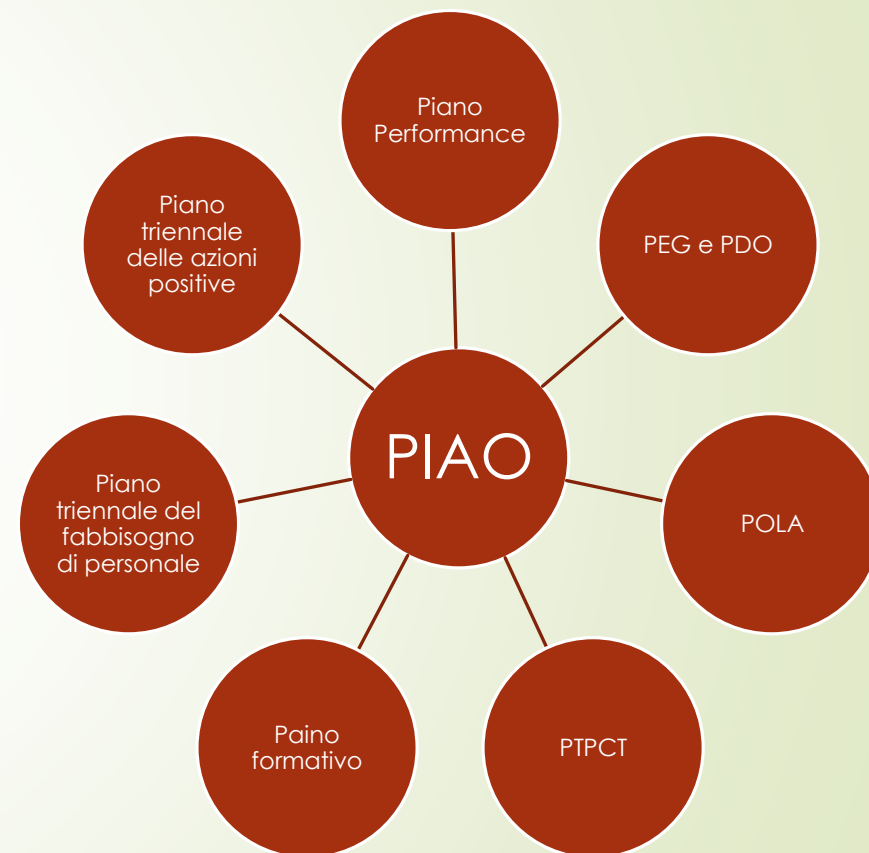 Piano
Performance
PEG e PDO
POLA
PTPCT
Paino
formativo
Piano
triennale del
fabbisogno
di personale
Piano
triennale
delle azioni
positive
PIAO